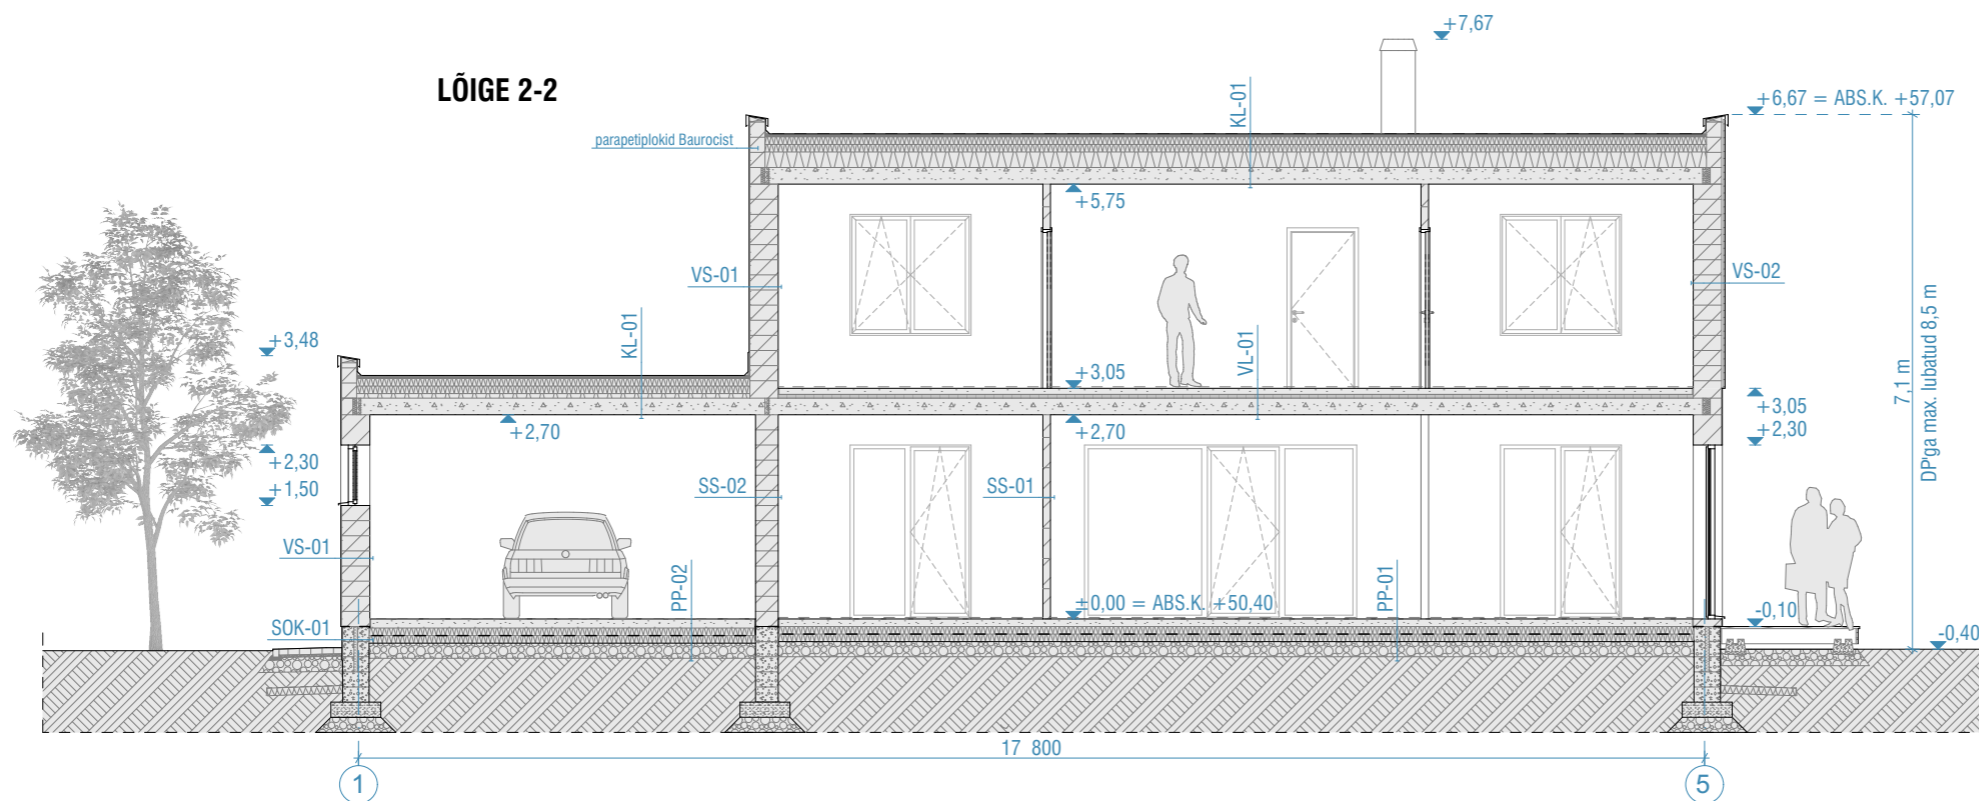 +7,67
LÕIGE 2-2
KL-01
+6,67 = ABS.K. +57,07
parapetiplokid Baurocist
+5,75
VS-01
VS-02
+3,48
KL-01
VL-01
DP'ga max. lubatud 8,5 m
7,1 m
+3,05
+3,05
+2,70
+2,70
+2,30
+2,30
+1,50
SS-02
SS-01
VS-01
PP-02
PP-01
±0,00 = ABS.K. +50,40
-0,10
SOK-01
-0,40
17 800
1
5